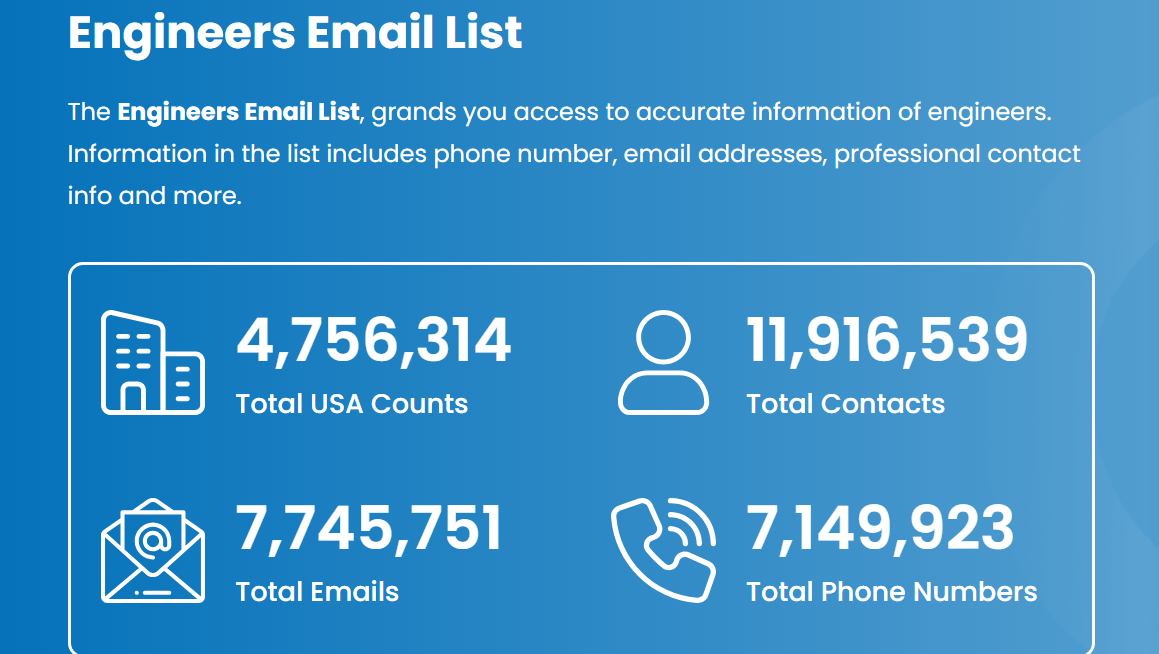 Engineers Email List
The Engineers Email List, grands you access to accurate information of engineers.
Information in the list includes phone number, email addresses, professional contact
info and more.
4,756,314
Total USA Counts
11,916,539
Total Contacts
7,745,751
Total Emails
7,149,923
Total Phone Numbers